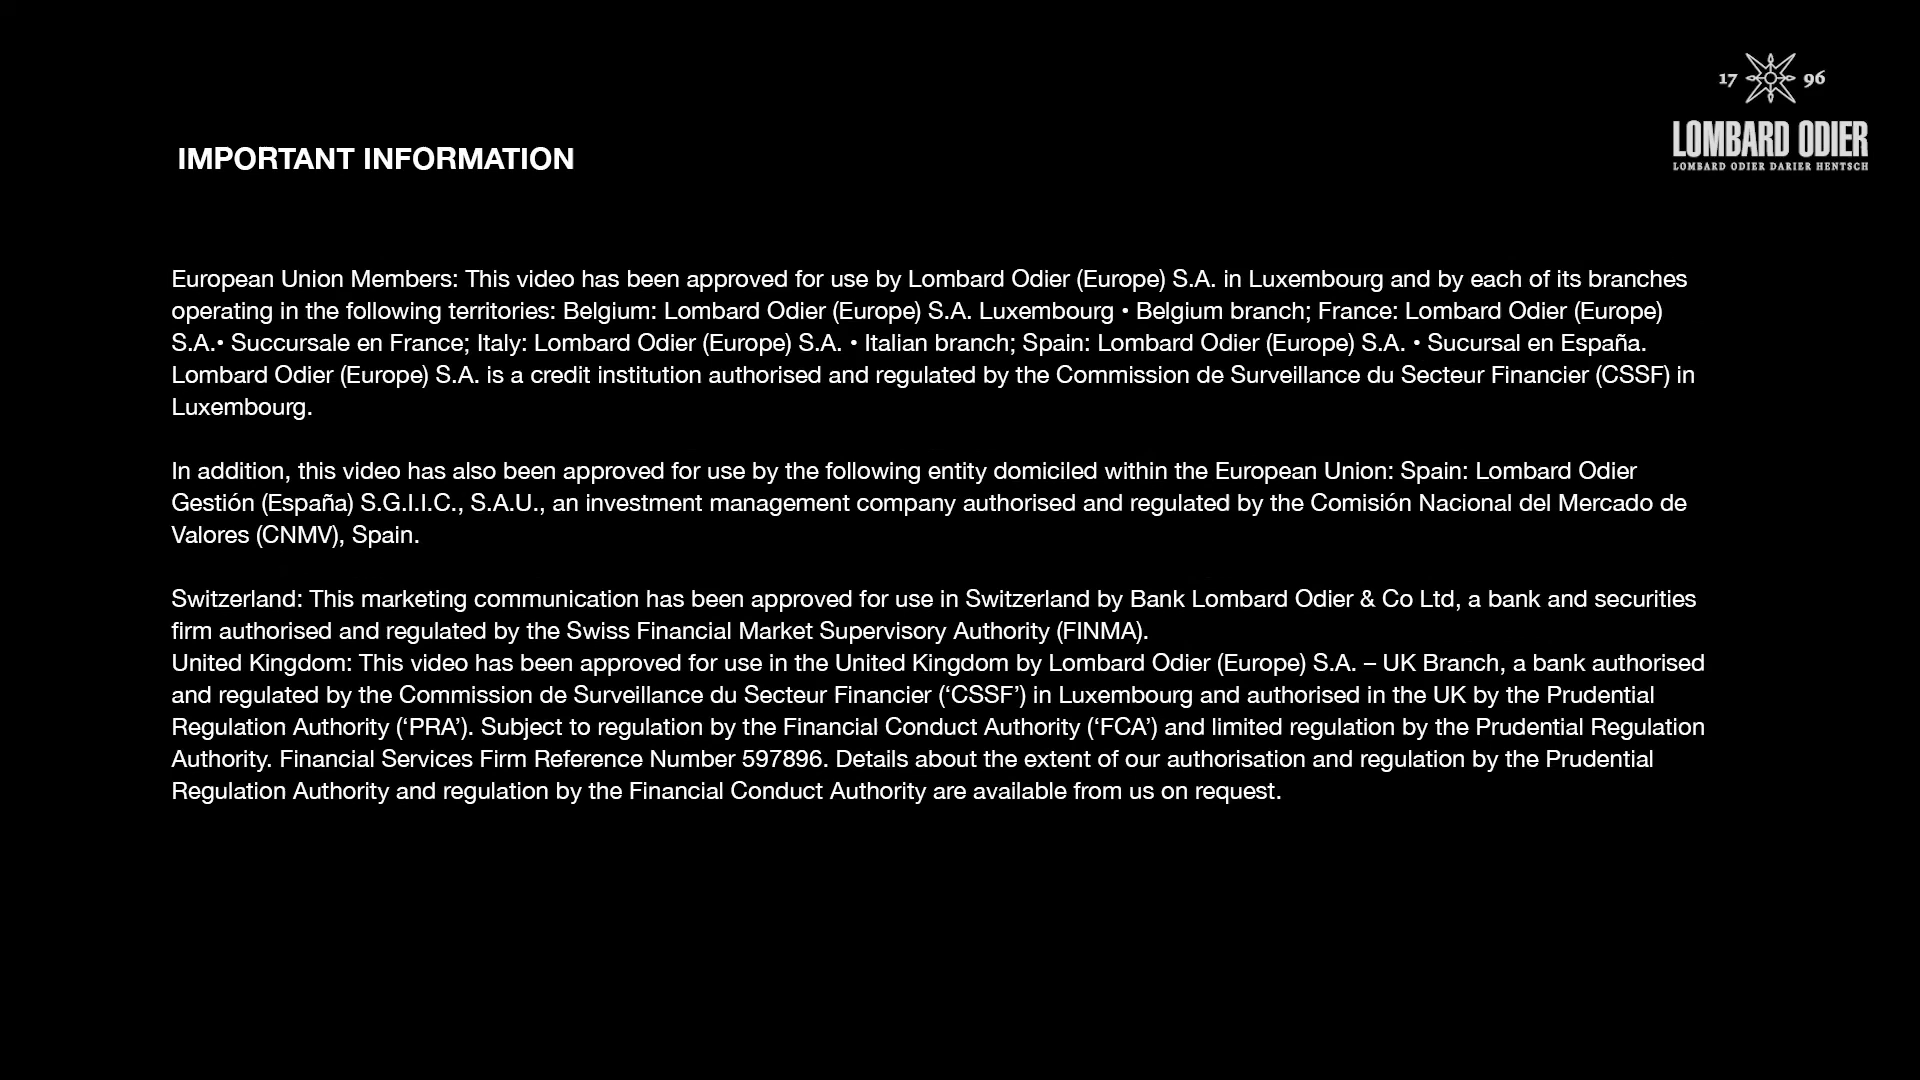 17 96
LOMBARD ODIER
LOMBARD ODIER DARIER HENTSCH
IMPORTANT INFORMATION
European Union Members: This video has been approved for use by Lombard Odier (Europe) S.A. in Luxembourg and by each of its branches
operating in the following territories: Belgium: Lombard Odier (Europe) S.A. Luxembourg • Belgium branch; France: Lombard Odier (Europe)
S.A.• Succursale en France; Italy: Lombard Odier (Europe) S.A. • Italian branch; Spain: Lombard Odier (Europe) S.A. • Sucursal en España.
Lombard Odier (Europe) S.A. is a credit institution authorised and regulated by the Commission de Surveillance du Secteur Financier (CSSF) in
Luxembourg.
In addition, this video has also been approved for use by the following entity domiciled within the European Union: Spain: Lombard Odier
Gestión (España) S.G.I.I.C., S.A.U., an investment management company authorised and regulated by the Comisión Nacional del Mercado de
Valores (CNMV), Spain.
Switzerland: This marketing communication has been approved for use in Switzerland by Bank Lombard Odier & Co Ltd, a bank and securities
firm authorised and regulated by the Swiss Financial Market Supervisory Authority (FINMA).
United Kingdom: This video has been approved for use in the United Kingdom by Lombard Odier (Europe) S.A. – UK Branch, a bank authorised
and regulated by the Commission de Surveillance du Secteur Financier (‘CSSF’) in Luxembourg and authorised in the UK by the Prudential
Regulation Authority (‘PRA’). Subject to regulation by the Financial Conduct Authority (‘FCA’) and limited regulation by the Prudential Regulation
Authority. Financial Services Firm Reference Number 597896. Details about the extent of our authorisation and regulation by the Prudential
Regulation Authority and regulation by the Financial Conduct Authority are available from us on request.